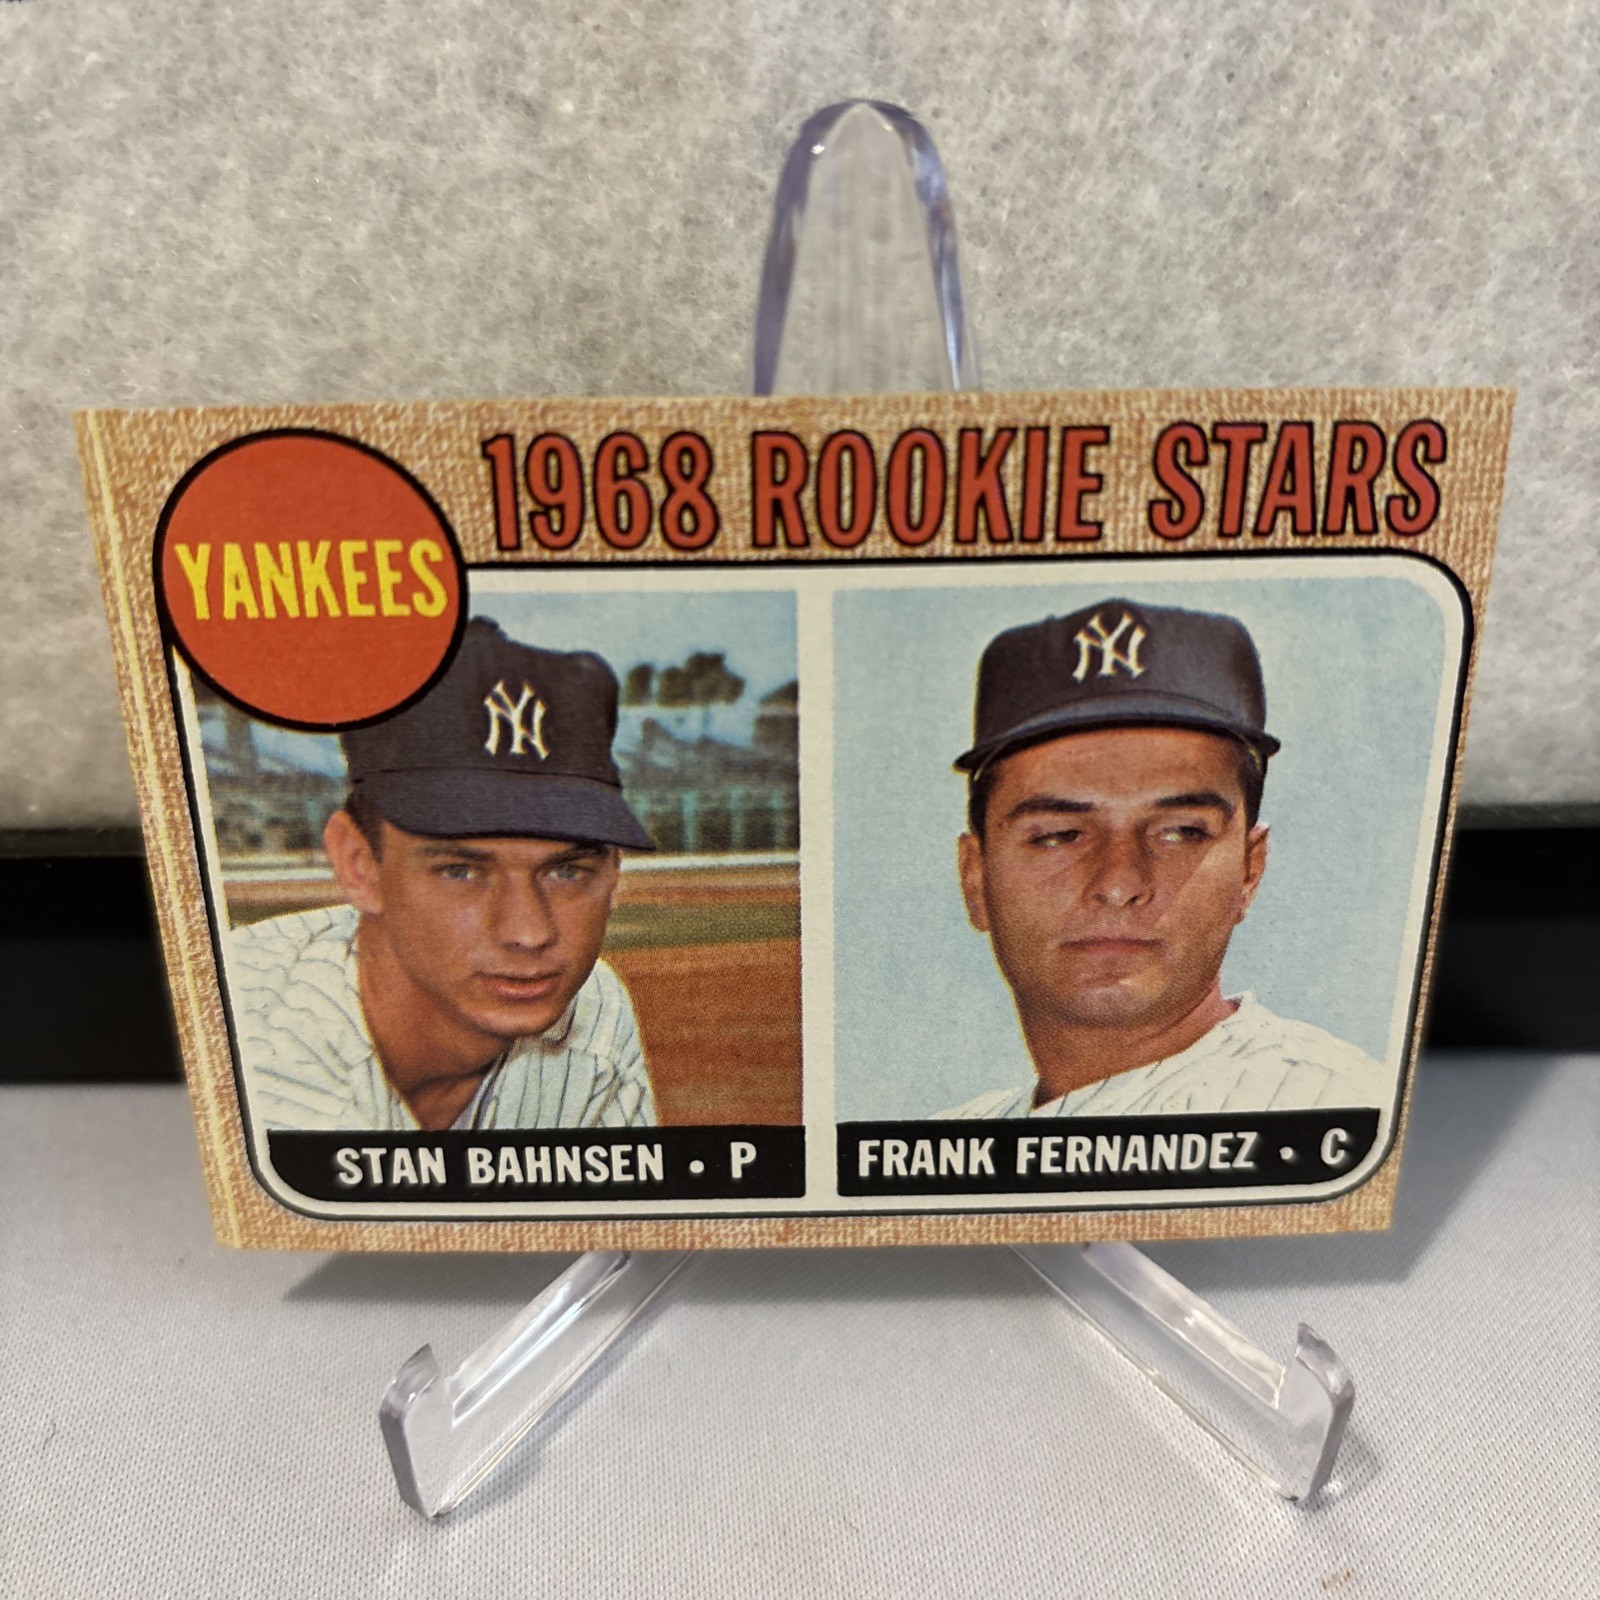 1968 ROOKIE STARS
YANKEES
NY
NY
STAN BAHNSEN • P
FRANK FERNANDEZ • C